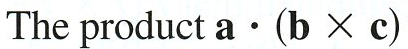 The product a · (b × c)